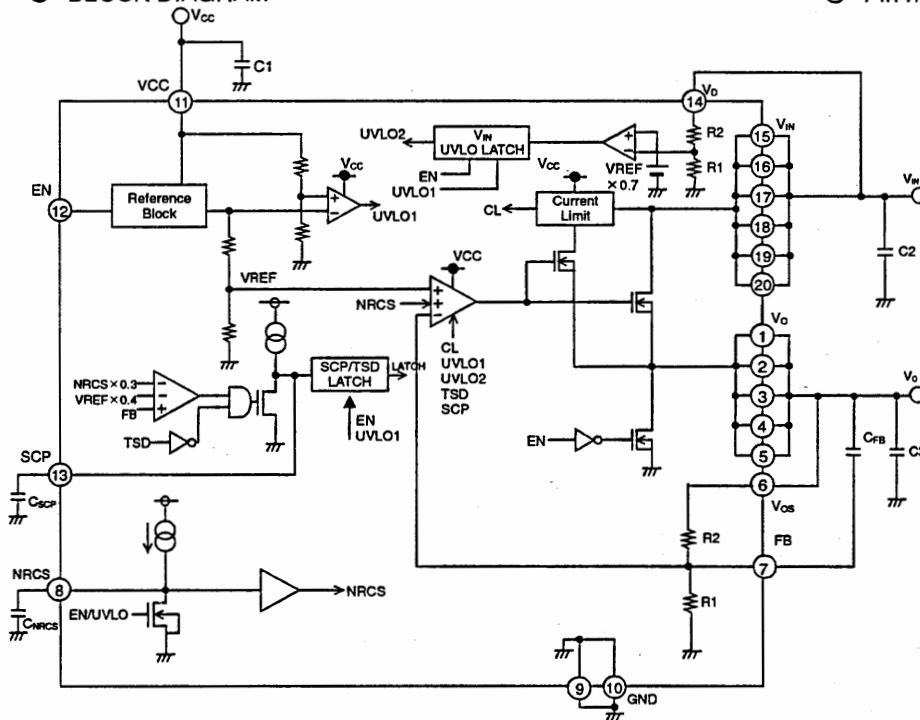 BLOCK DIAGRAM
VCC
C1
VCC
11
VD
14
R2
R1
VIN
15
16
17
18
19
20
VIN
C2
UVLO2
VIN
UVLO LATCH
EN
UVLO1
VREF
×0.7
VCC
UVLO1
EN
12
Reference
Block
VCC
CL
Current
Limit
VREF
VCC
NRCS
CL
UVLO1
UVLO2
TSD
SCP
VO
1
2
3
4
5
6
VOS
VO
CFB
NRCS×0.3
VREF×0.4
FB
TSD
SCP/TSD
LATCH
LATCH
EN
UVLO1
EN
SCP
13
CSCP
R2
FB
7
R1
NRCS
8
CNRCS
EN/UVLO
NRCS
9
10
GND